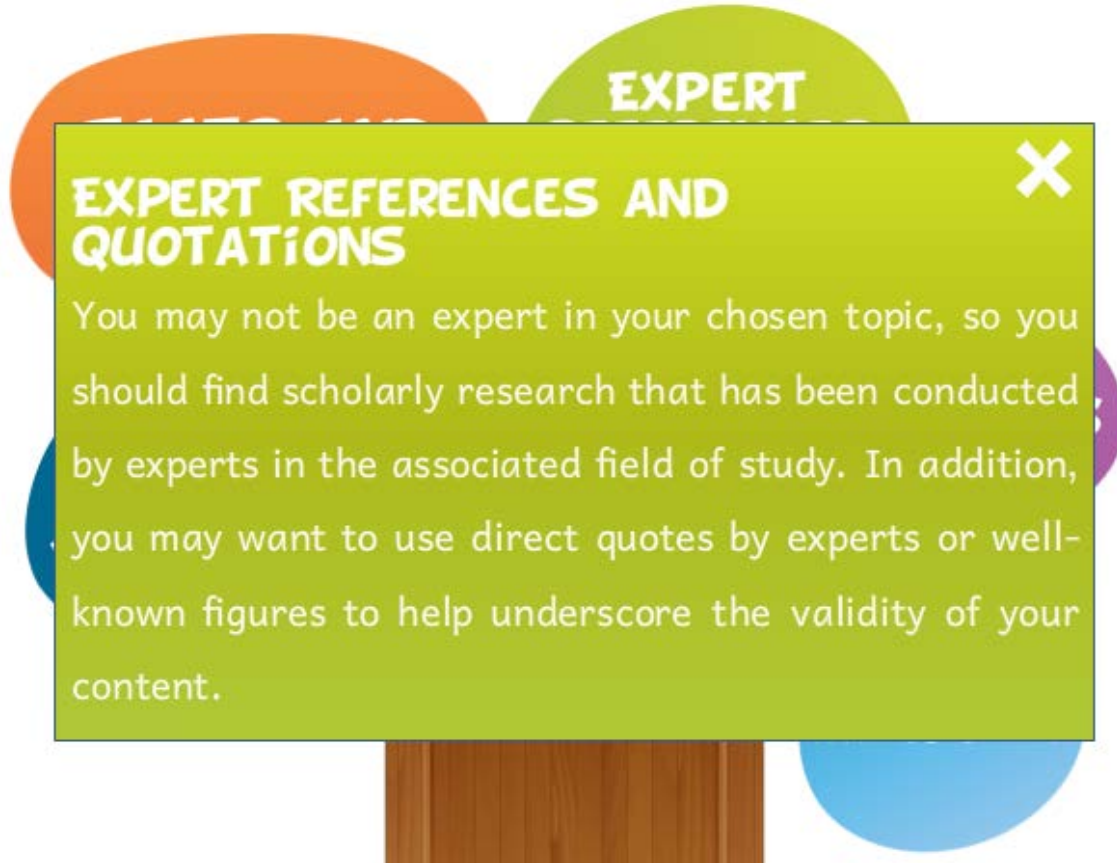 EXPERT
EXPERT REFERENCES AND
QUOTATiONS
You may not be an expert in your chosen topic, so you
should find scholarly research that has been conducted
by experts in the associated field of study. In addition,
you may want to use direct quotes by experts or well-
known figures to help underscore the validity of your
content.